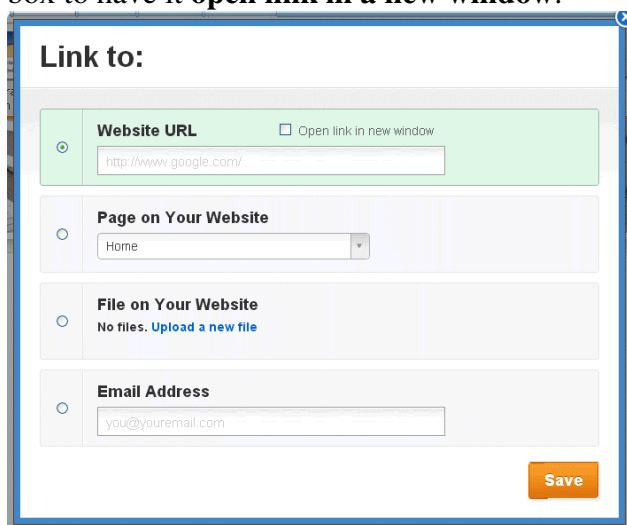 box to have it open link in a new window.
Link to:
Website URL Open link in new window
http://www.google.com/
Page on Your Website
Home
File on Your Website
No files. Upload a new file
Email Address
you@youremail.com
Save